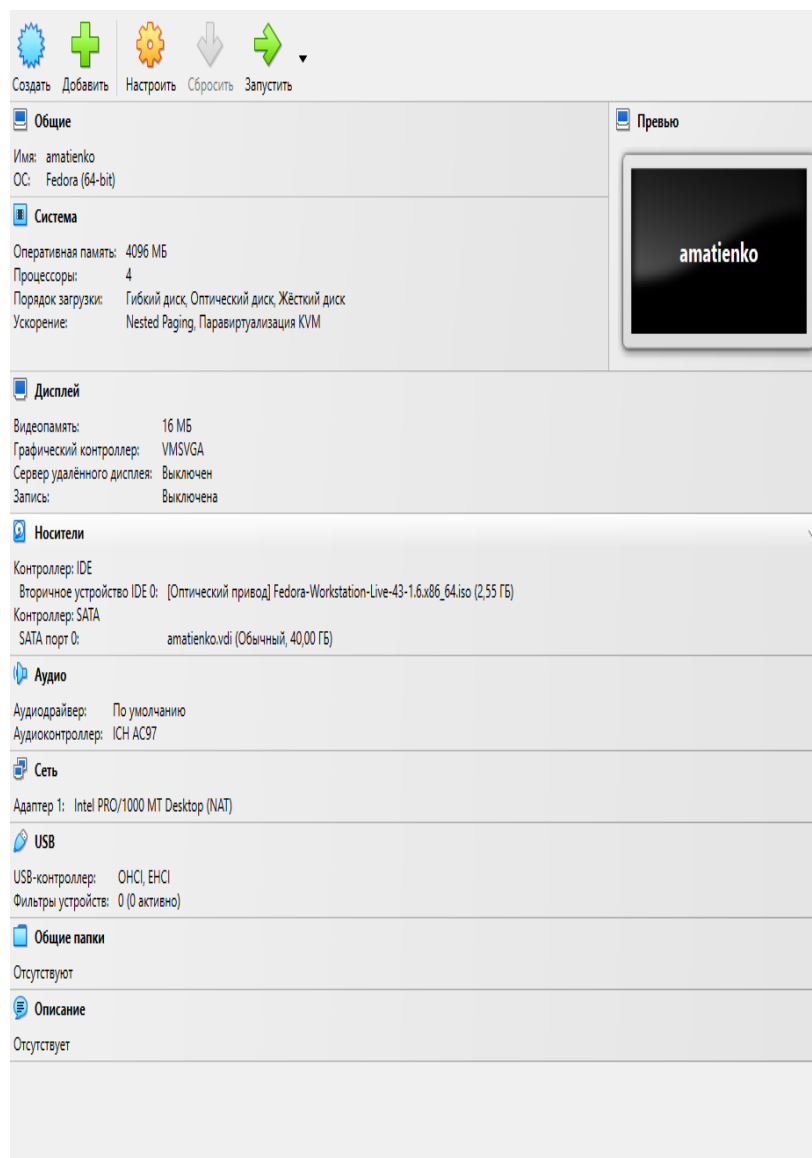 Создать Добавить Настроить Сбросить Запустить
Общие
Имя: amatienko
ОС: Fedora (64-bit)
Превью
amatienko
Система
Оперативная память: 4096 МБ
Процессоры: 4
Порядок загрузки: Гибкий диск, Оптический диск, Жёсткий диск
Ускорение: Nested Paging, Паравиртуализация KVM
Дисплей
Видеопамять: 16 МБ
Графический контроллер: VMSVGA
Сервер удалённого дисплея: Выключен
Запись: Выключена
Носители
Контроллер: IDE
Вторичное устройство IDE 0: [Оптический привод] Fedora-Workstation-Live-43-1.6.x86_64.iso (2,55 ГБ)
Контроллер: SATA
SATA порт 0: amatienko.vdi (Обычный, 40,00 ГБ)
Аудио
Аудиодрайвер: По умолчанию
Аудиоконтроллер: ICH AC97
Сеть
Адаптер 1: Intel PRO/1000 MT Desktop (NAT)
USB
USB-контроллер: OHCI, EHCI
Фильтры устройств: 0 (0 активно)
Общие папки
Отсутствуют
Описание
Отсутствует